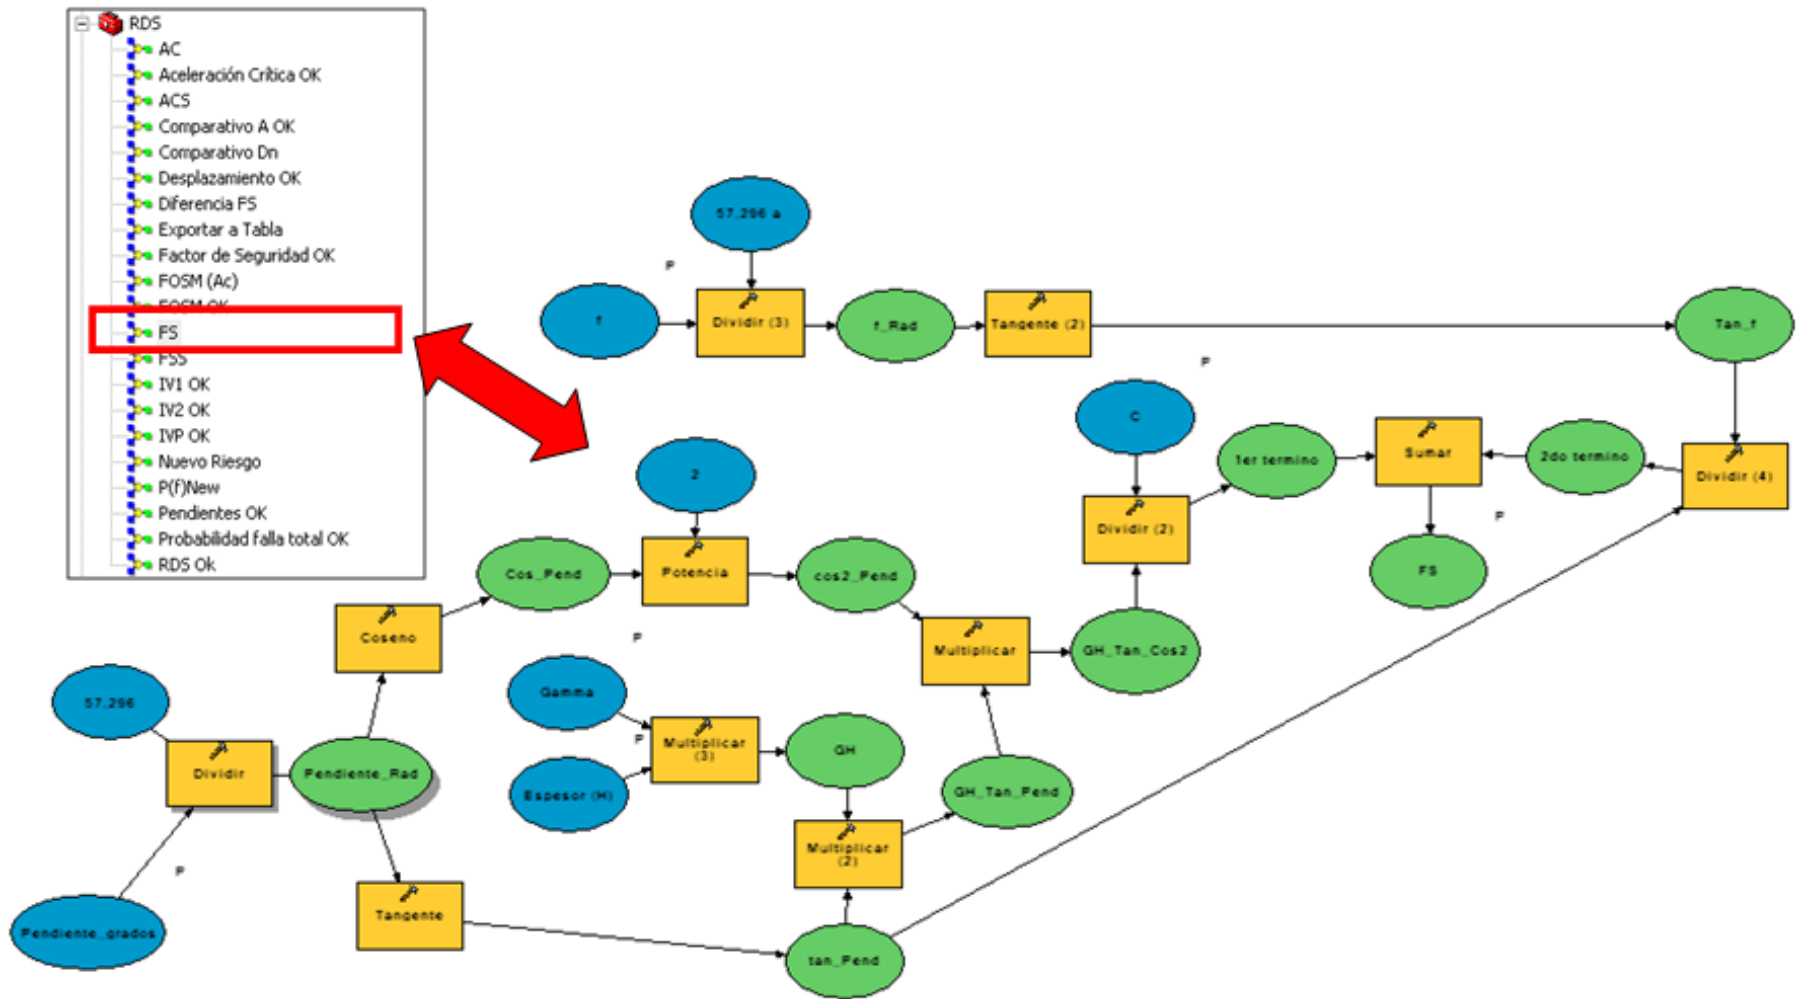 RDS
AC
Aceleración Crítica OK
ACS
Comparativo A OK
Comparativo Dn
Desplazamiento OK
Diferencia FS
Exportar a Tabla
Factor de Seguridad OK
FOSM (Ac)
FOSM OK
FS
FSS
IV1 OK
IV2 OK
IVP OK
Nuevo Riesgo
P(f)New
Pendientes OK
Probabilidad falla total OK
RDS Ok
57,296 a
P
f
Dividir (3)
f_Rad
Tangente (2)
Tan_f
P
C
1er termino
Sumar
2do termino
Dividir (4)
2
Dividir (2)
P
FS
Cos_Pend
Potencia
cos2_Pend
Coseno
P
Multiplicar
GH_Tan_Cos2
57,296
Gamma
P
Multiplicar
(3)
GH
Dividir
Pendiente_Rad
Espesor (H)
GH_Tan_Pend
Multiplicar
(2)
P
Tangente
Pendiente_grados
tan_Pend